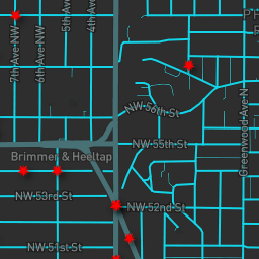 7th Ave NW
6th Ave NW
5th Ave
4th Ave
P
NW 56th St
NW 55th St
Greenwood Ave N
Brimmer & Heeltap
NW 53rd St
NW 52nd St
NW 51st St